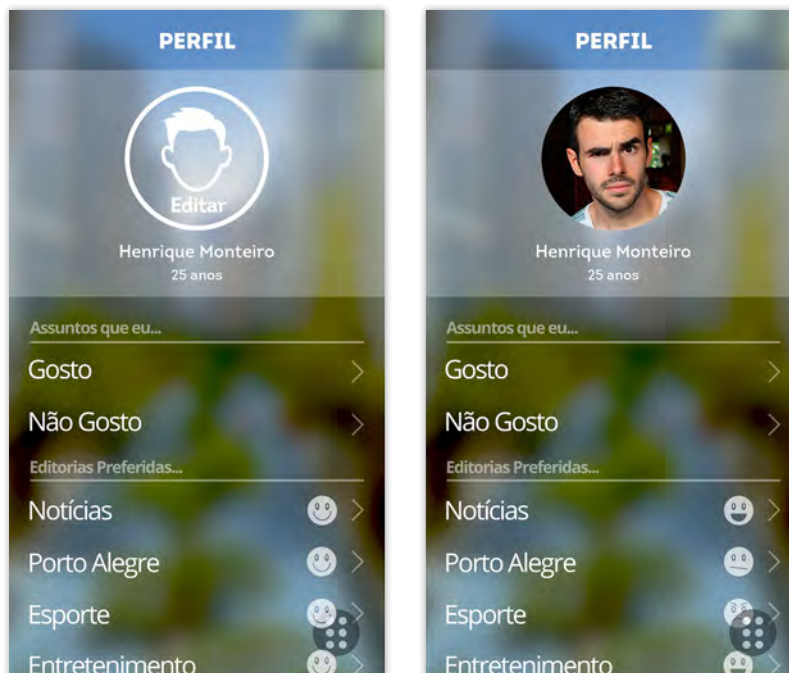 PERFIL
Editar
Henrique Monteiro
25 anos
Assuntos que eu...
Gosto
Não Gosto
Editorias Preferidas...
Notícias
Porto Alegre
Esporte
Entretenimento
PERFIL
Henrique Monteiro
25 anos
Assuntos que eu...
Gosto
Não Gosto
Editorias Preferidas...
Notícias
Porto Alegre
Esporte
Entretenimento